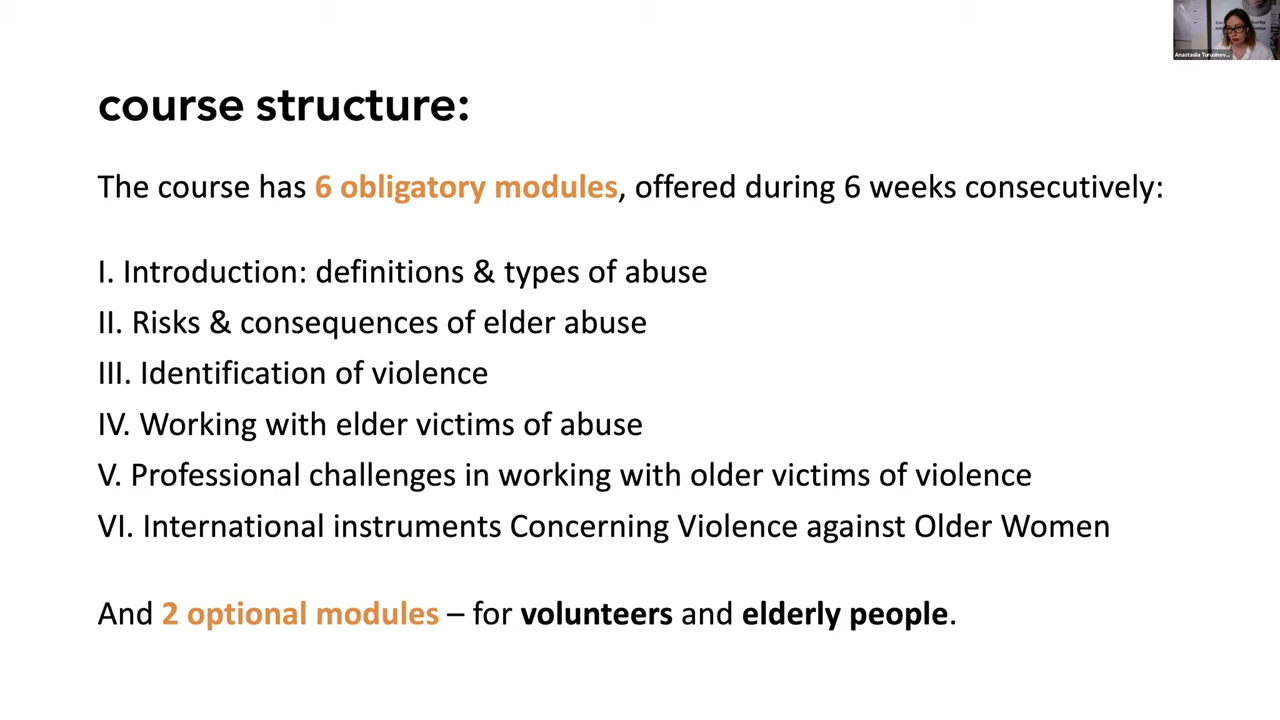 course structure:
The course has 6 obligatory modules, offered during 6 weeks consecutively:
I. Introduction: definitions & types of abuse
II. Risks & consequences of elder abuse
III. Identification of violence
IV. Working with elder victims of abuse
V. Professional challenges in working with older victims of violence
VI. International instruments Concerning Violence against Older Women
And 2 optional modules – for volunteers and elderly people.